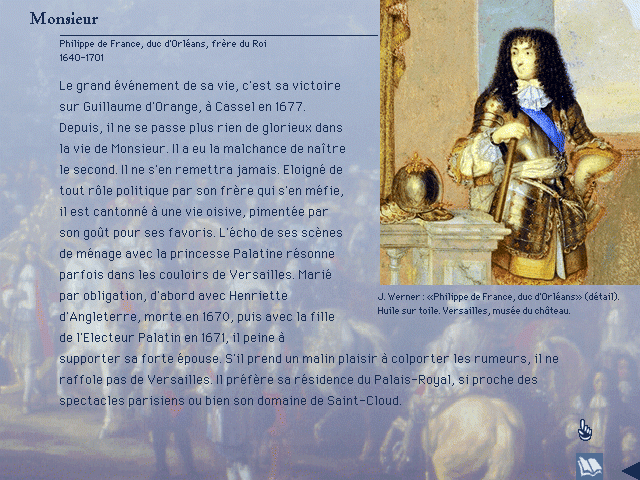 Monsieur
Philippe de France, duc d'Orléans, frère du Roi
1640-1701
Le grand événement de sa vie, c'est sa victoire
sur Guillaume d'Orange, à Cassel en 1677.
Depuis, il ne se passe plus rien de glorieux dans
la vie de Monsieur. Il a eu la malchance de naître
le second. Il ne s'en remettra jamais. Eloigné de
tout rôle politique par son frère qui s'en méfie,
il est cantonné à une vie oisive, pimentée par
son goût pour ses favoris. L'écho de ses scènes
de ménage avec la princesse Palatine résonne
parfois dans les couloirs de Versailles. Marié
par obligation, d'abord avec Henriette
d'Angleterre, morte en 1670, puis avec la fille
de l'Electeur Palatin en 1671, il peine à
supporter sa forte épouse. S'il prend un malin plaisir à colporter les rumeurs, il ne
raffole pas de Versailles. Il préfère sa résidence du Palais-Royal, si proche des
spectacles parisiens ou bien son domaine de Saint-Cloud.
J. Werner : «Philippe de France, duc d'Orléans» (détail).
Huile sur toile. Versailles, musée du château.